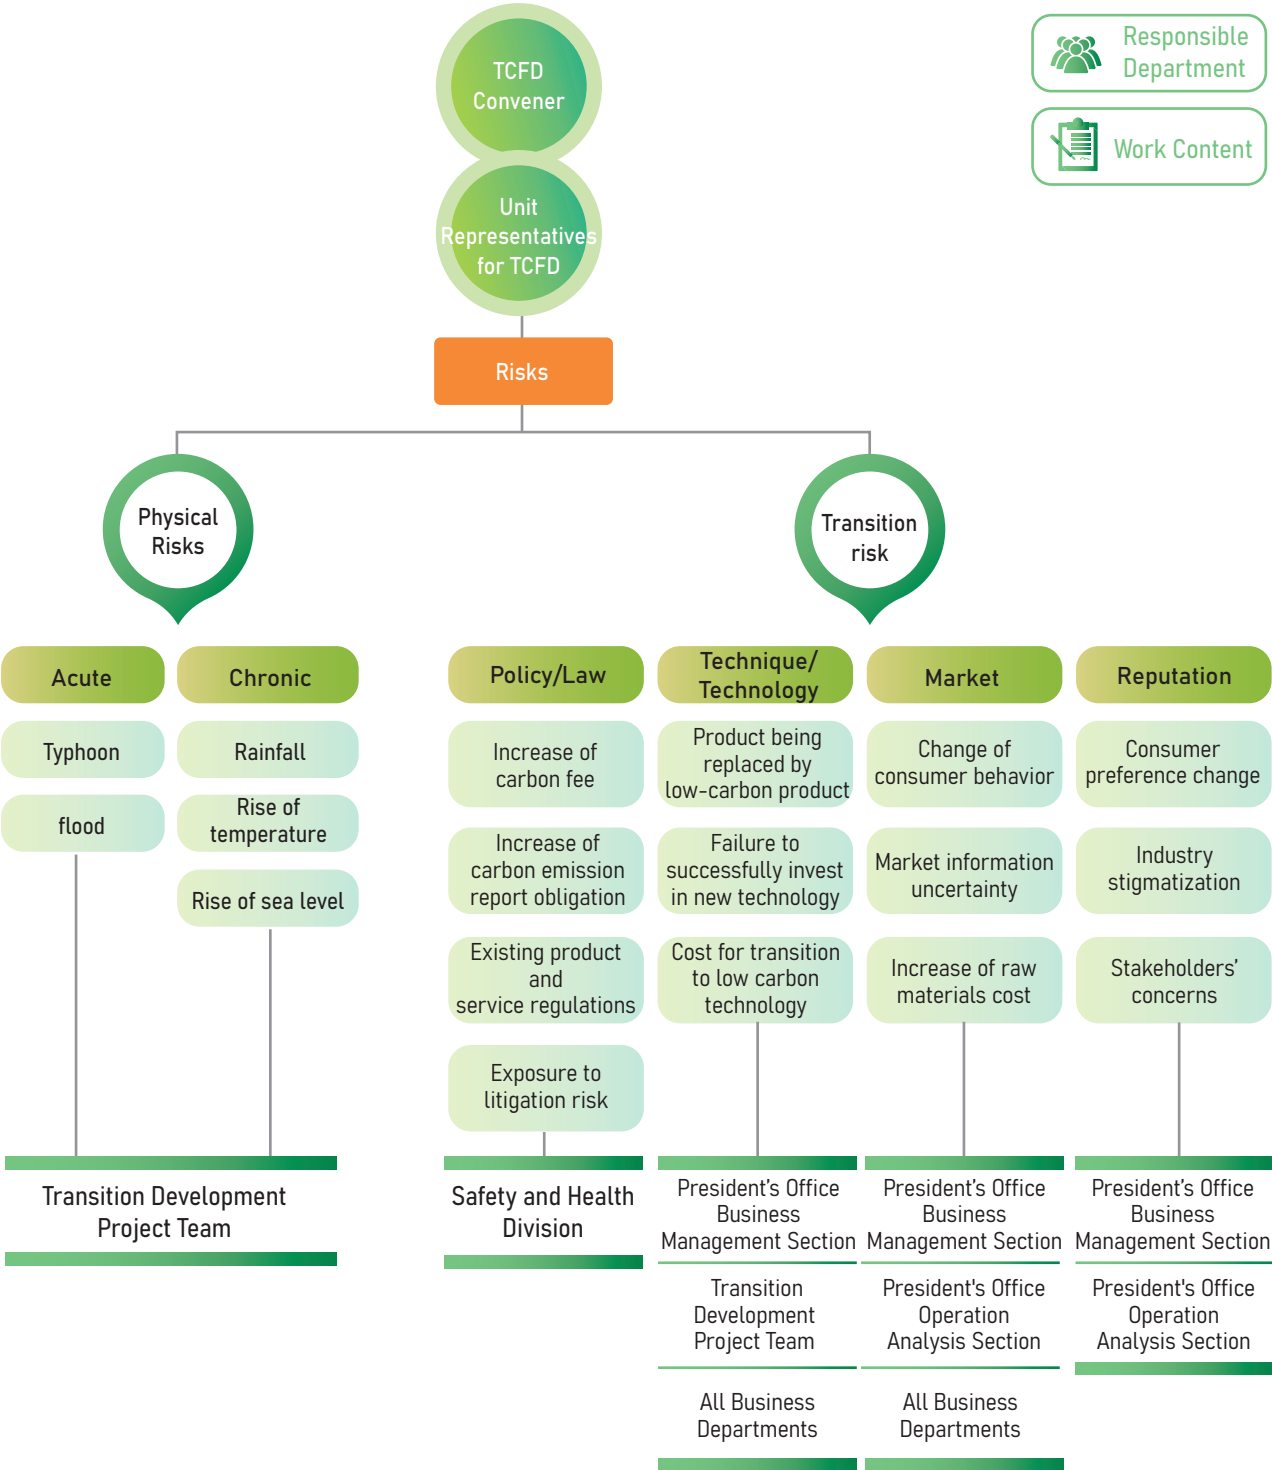 TCFD
Convener
Responsible
Department
Work Content
Unit
Representatives
for TCFD
Risks
Physical
Risks
Transition
risk
Acute
Typhoon
flood
Chronic
Rainfall
Rise of
temperature
Rise of sea level
Transition Development
Project Team
Policy/Law
Increase of
carbon fee
Increase of
carbon emission
report obligation
Existing product
and
service regulations
Exposure to
litigation risk
Safety and Health
Division
Technique/
Technology
Product being
replaced by
low-carbon product
Failure to
successfully invest
in new technology
Cost for transition
to low carbon
technology
President’s Office
Business
Management Section
Transition
Development
Project Team
All Business
Departments
Market
Change of
consumer behavior
Market information
uncertainty
Increase of raw
materials cost
President’s Office
Business
Management Section
President's Office
Operation
Analysis Section
All Business
Departments
Reputation
Consumer
preference change
Industry
stigmatization
Stakeholders’
concerns
President’s Office
Business
Management Section
President's Office
Operation
Analysis Section